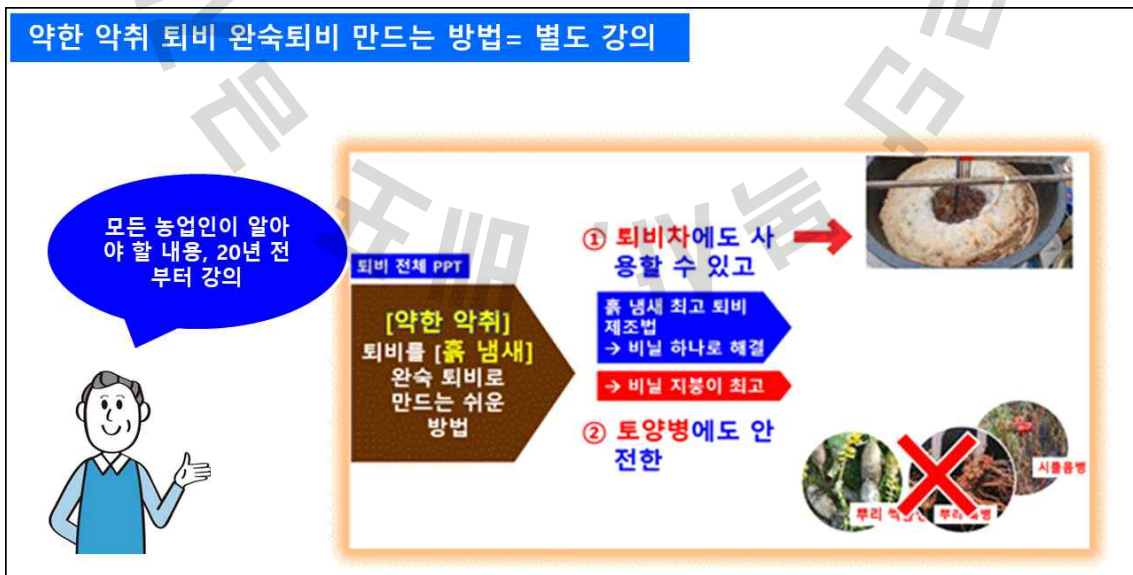 약한 악취 퇴비 완숙퇴비 만드는 방법= 별도 강의
모든 농업인이 알아
야 할 내용, 20년 전
부터 강의
퇴비 전체 PPT
[약한 악취]
퇴비를 [흙 냄새]
완숙 퇴비로
만드는 쉬운
방법
① 퇴비차에도 사
용할 수 있고
흙 냄새 최고 퇴비
제조법
→ 비닐 하나로 해결
→ 비닐 지붕이 최고
② 토양병에도 안
전한
시들음병
뿌리
뿌리